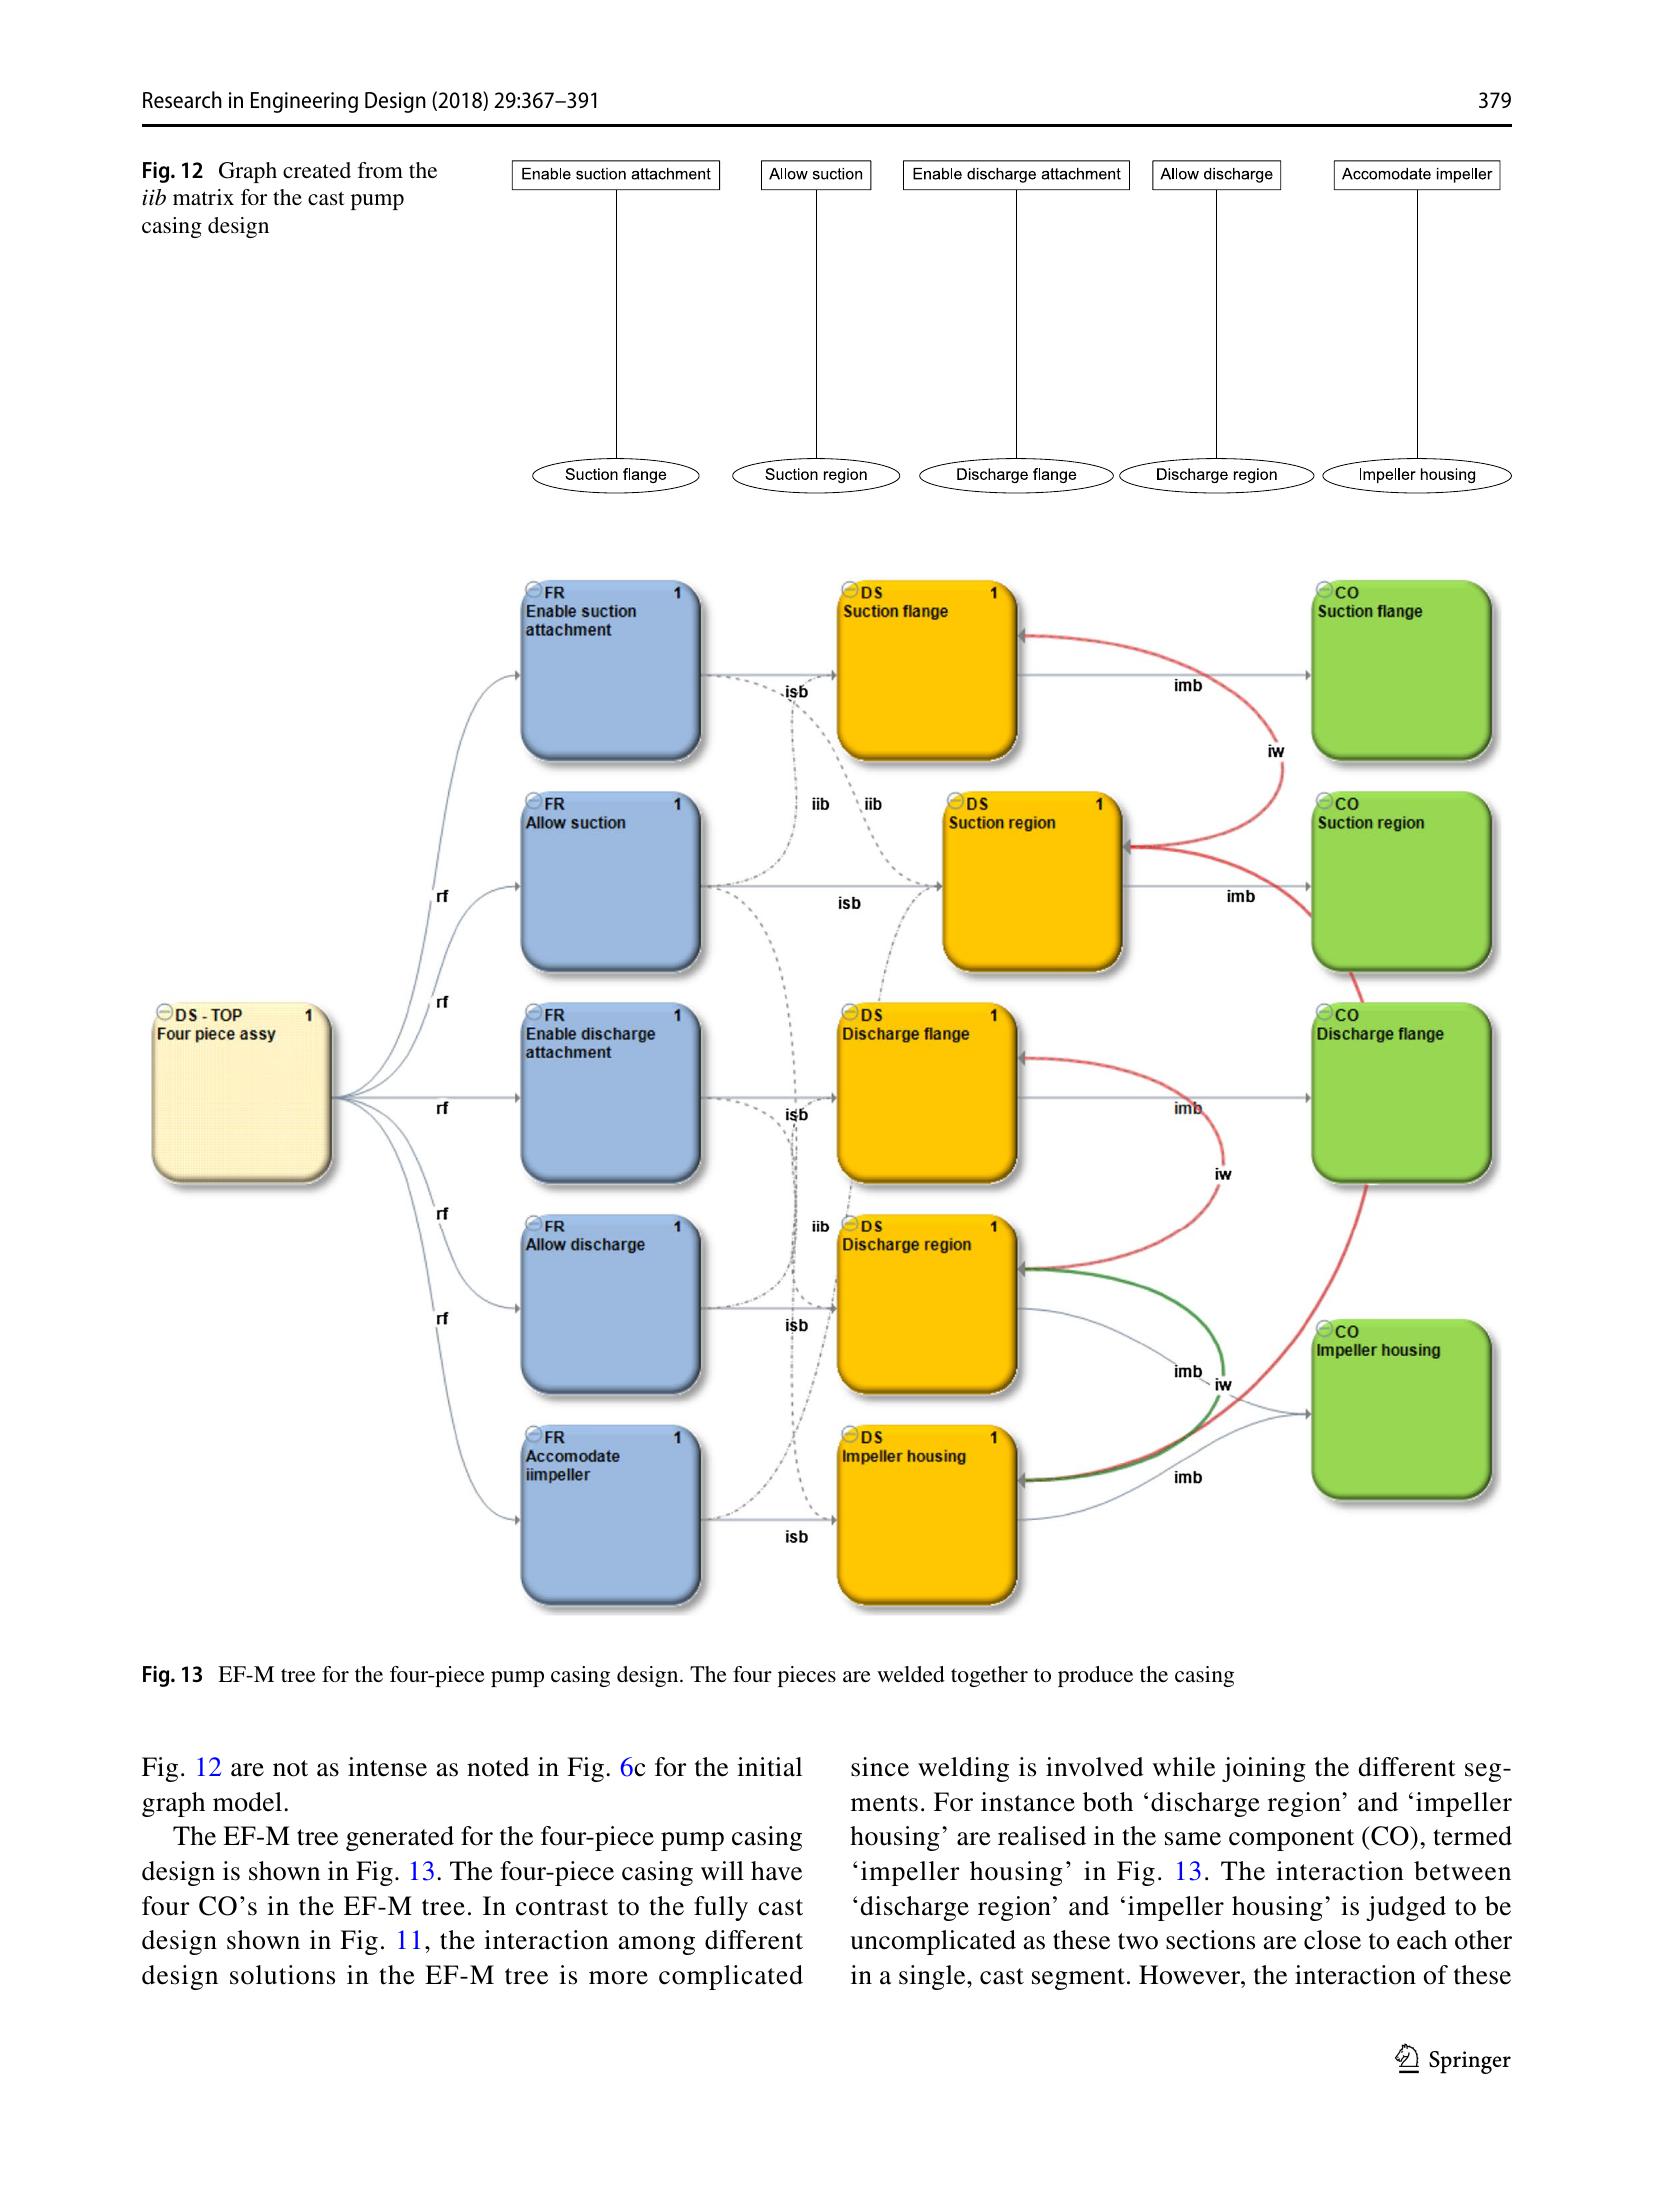 Research in Engineering Design (2018) 29:367–391
379
Fig. 12 Graph created from the
iib matrix for the cast pump
casing design
Enable suction attachment
Allow suction
Enable discharge attachment
Allow discharge
Accomodate impeller
Suction flange
Suction region
Discharge flange
Discharge region
Impeller housing
FR 1
Enable suction
attachment
DS 1
Suction flange
CO
Suction flange
isb
imb
iw
iib
iib
FR 1
Allow suction
DS 1
Suction region
CO
Suction region
rf
isb
imb
rf
DS - TOP 1
Four piece assy
FR 1
Enable discharge
attachment
DS 1
Discharge flange
CO
Discharge flange
rf
isb
imb
iw
rf
FR 1
Allow discharge
iib
DS 1
Discharge region
rf
isb
imb
iw
CO
Impeller housing
FR 1
Accomodate
iimpeller
DS 1
Impeller housing
isb
imb
Fig. 13 EF-M tree for the four-piece pump casing design. The four pieces are welded together to produce the casing
Fig. 12 are not as intense as noted in Fig. 6c for the initial
graph model.
The EF-M tree generated for the four-piece pump casing
design is shown in Fig. 13. The four-piece casing will have
four CO's in the EF-M tree. In contrast to the fully cast
design shown in Fig. 11, the interaction among different
design solutions in the EF-M tree is more complicated
since welding is involved while joining the different seg-
ments. For instance both 'discharge region' and 'impeller
housing' are realised in the same component (CO), termed
'impeller housing' in Fig. 13. The interaction between
'discharge region' and 'impeller housing' is judged to be
uncomplicated as these two sections are close to each other
in a single, cast segment. However, the interaction of these
Springer